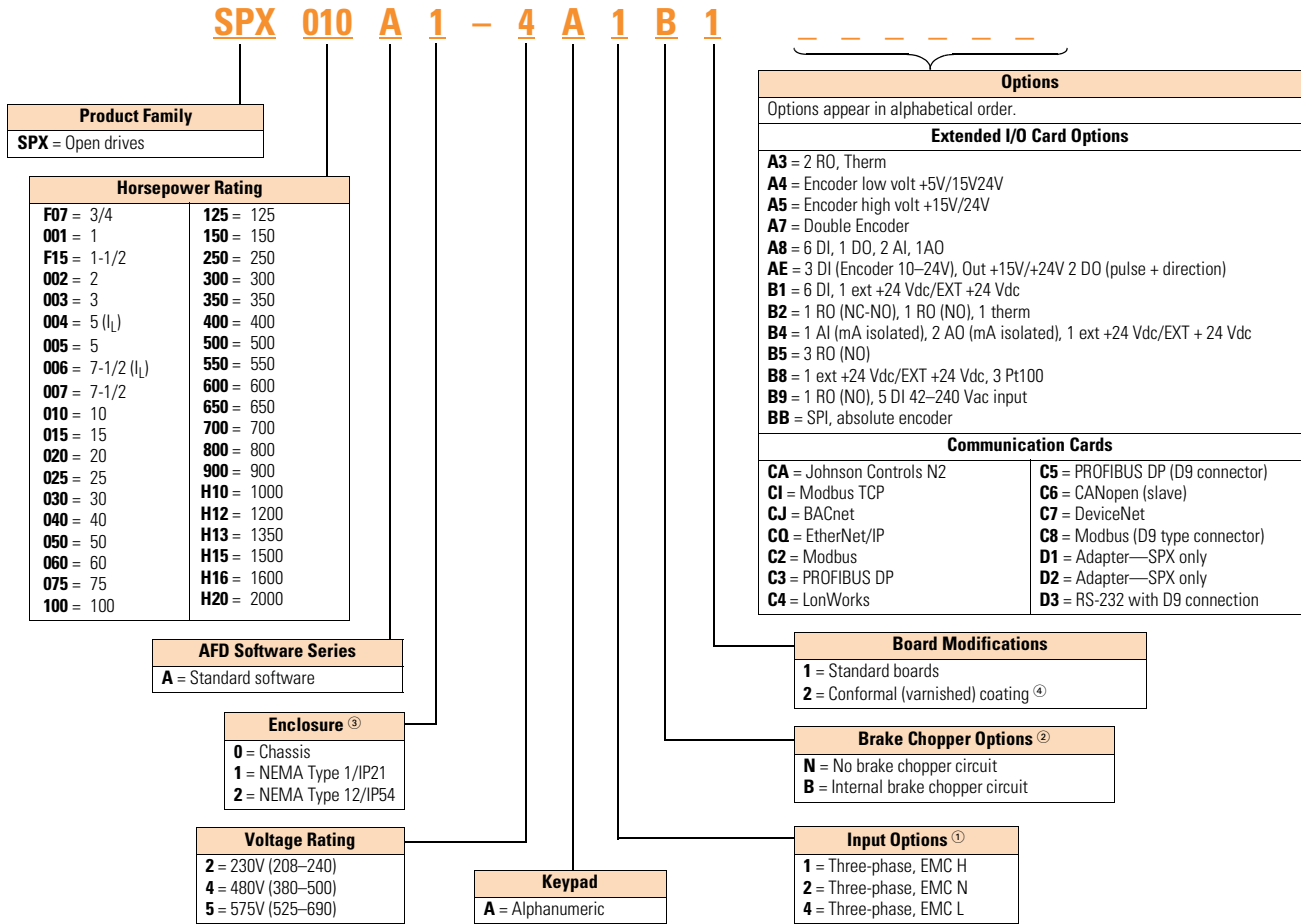 SPX 010 A 1 – 4 A 1 B 1 _ _ _ _ _ _
Product Family
SPX = Open drives
Horsepower Rating
F07 = 3/4
001 = 1
F15 = 1-1/2
002 = 2
003 = 3
004 = 5 (IL)
005 = 5
006 = 7-1/2 (IL)
007 = 7-1/2
010 = 10
015 = 15
020 = 20
025 = 25
030 = 30
040 = 40
050 = 50
060 = 60
075 = 75
100 = 100
125 = 125
150 = 150
250 = 250
300 = 300
350 = 350
400 = 400
500 = 500
550 = 550
600 = 600
650 = 650
700 = 700
800 = 800
900 = 900
H10 = 1000
H12 = 1200
H13 = 1350
H15 = 1500
H16 = 1600
H20 = 2000
AFD Software Series
A = Standard software
Enclosure ③
0 = Chassis
1 = NEMA Type 1/IP21
2 = NEMA Type 12/IP54
Voltage Rating
2 = 230V (208–240)
4 = 480V (380–500)
5 = 575V (525–690)
Keypad
A = Alphanumeric
Options
Options appear in alphabetical order.
Extended I/O Card Options
A3 = 2 RO, Therm
A4 = Encoder low volt +5V/15V24V
A5 = Encoder high volt +15V/24V
A7 = Double Encoder
A8 = 6 DI, 1 DO, 2 AI, 1AO
AE = 3 DI (Encoder 10–24V), Out +15V/+24V 2 DO (pulse + direction)
B1 = 6 DI, 1 ext +24 Vdc/EXT +24 Vdc
B2 = 1 RO (NC-NO), 1 RO (NO), 1 therm
B4 = 1 AI (mA isolated), 2 AO (mA isolated), 1 ext +24 Vdc/EXT + 24 Vdc
B5 = 3 RO (NO)
B8 = 1 ext +24 Vdc/EXT +24 Vdc, 3 Pt100
B9 = 1 RO (NO), 5 DI 42–240 Vac input
BB = SPI, absolute encoder
Communication Cards
CA = Johnson Controls N2
CI = Modbus TCP
CJ = BACnet
CQ = EtherNet/IP
C2 = Modbus
C3 = PROFIBUS DP
C4 = LonWorks
C5 = PROFIBUS DP (D9 connector)
C6 = CANopen (slave)
C7 = DeviceNet
C8 = Modbus (D9 type connector)
D1 = Adapter—SPX only
D2 = Adapter—SPX only
D3 = RS-232 with D9 connection
Board Modifications
1 = Standard boards
2 = Conformal (varnished) coating ④
Brake Chopper Options ②
N = No brake chopper circuit
B = Internal brake chopper circuit
Input Options ①
1 = Three-phase, EMC H
2 = Three-phase, EMC N
4 = Three-phase, EMC L